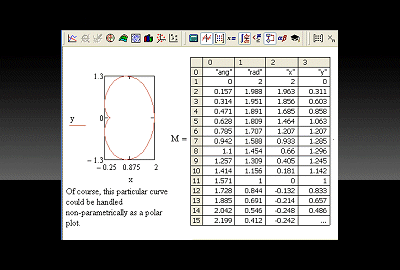 x=
αβ
0 1 2 3
0 "ang" "rad" "x" "y"
1 0 2 2 0
2 0.157 1.988 1.963 0.311
3 0.314 1.951 1.856 0.603
4 0.471 1.891 1.685 0.858
5 0.628 1.809 1.464 1.063
6 0.785 1.707 1.207 1.207
7 0.942 1.588 0.933 1.285
8 1.1 1.454 0.66 1.296
9 1.257 1.309 0.405 1.245
10 1.414 1.156 0.181 1.142
11 1.571 1 0 1
12 1.728 0.844 -0.132 0.833
13 1.885 0.691 -0.214 0.657
14 2.042 0.546 -0.248 0.486
15 2.199 0.412 -0.242 ...
M =
1.3
y
0
−1.3
−0.25 0.875 2
x
Of course, this particular curve
could be handled
non-parametrically as a polar
plot.